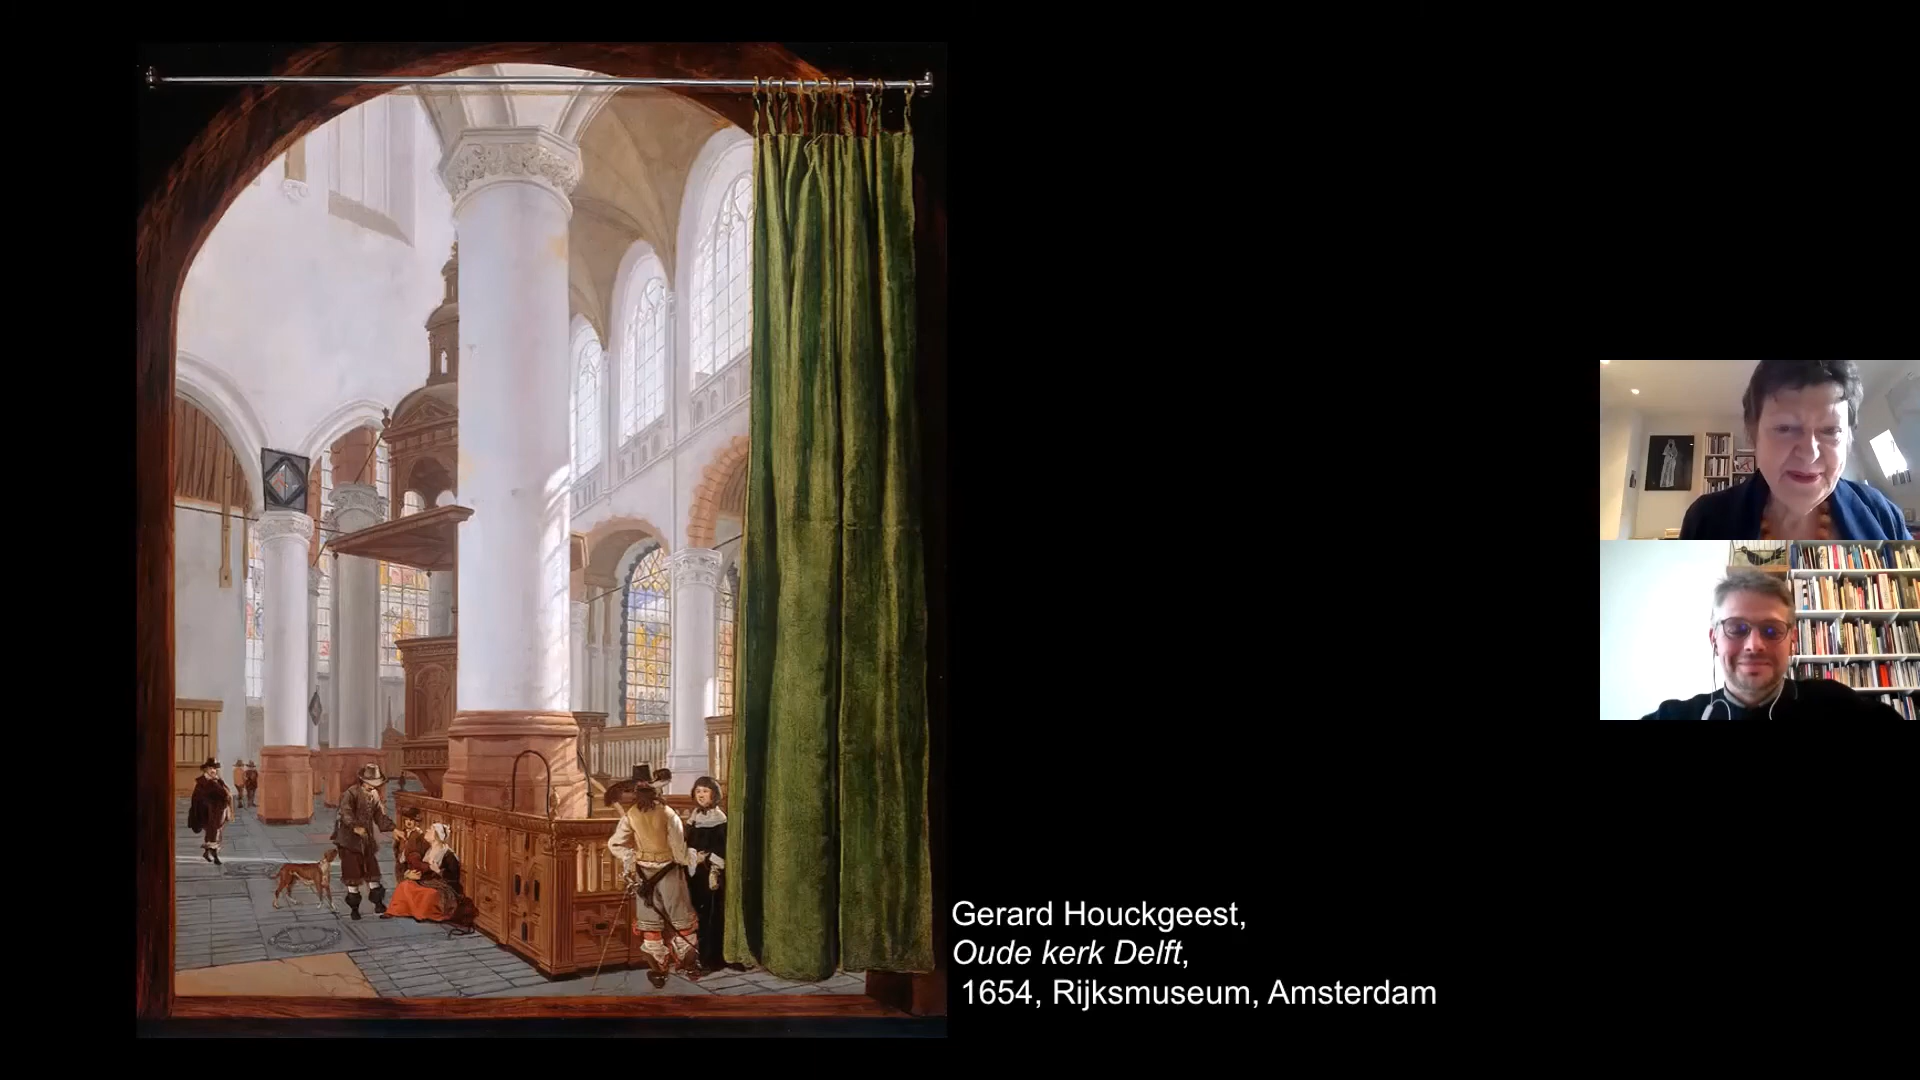 Gerard Houckgeest,
Oude kerk Delft,
1654, Rijksmuseum, Amsterdam